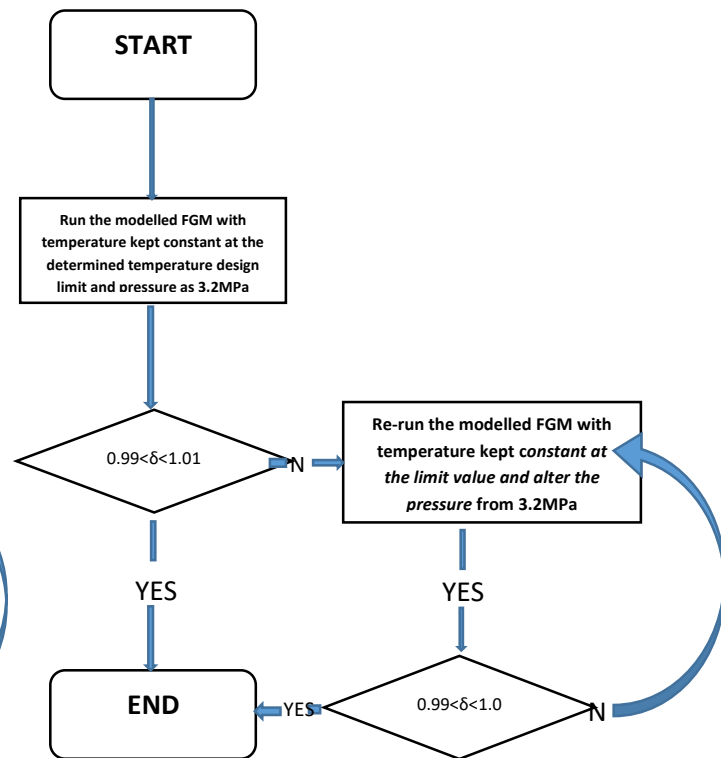 START
Run the modelled FGM with
temperature kept constant at the
determined temperature design
limit and pressure as 3.2MPa
0.99<δ<1.01
N
Re-run the modelled FGM with
temperature kept constant at
the limit value and alter the
pressure from 3.2MPa
YES
YES
END
YES
0.99<δ<1.0
N